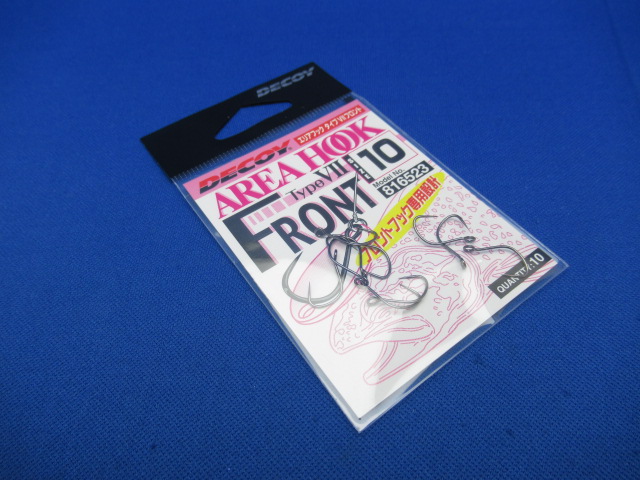 DECOY
エリアフック タイプⅦ フロント
DECOY
AREA HOOK
Type VII
SIZE 10
FRONT
Model No.
816523
フロントフック専用設計
QUANTITY:10